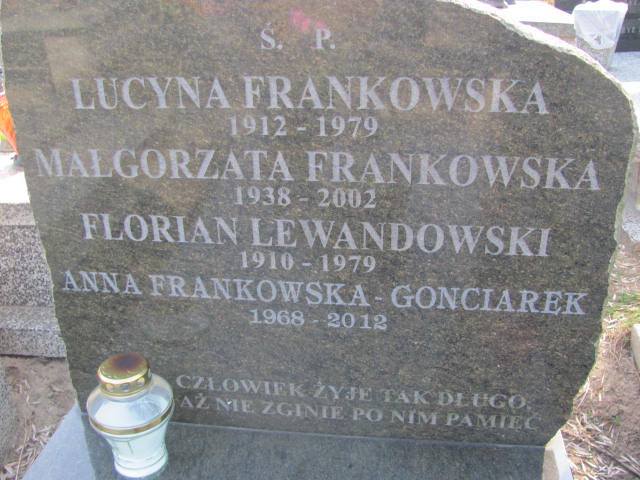 Ś. P.
LUCYNA FRANKOWSKA
1912 - 1979
MAŁGORZATA FRANKOWSKA
1938 - 2002
FLORIAN LEWANDOWSKI
1910 - 1979
ANNA FRANKOWSKA - GONCIAREK
1968 - 2012
CZŁOWIEK ŻYJE TAK DŁUGO,
AŻ NIE ZGINIE PO NIM PAMIĘĆ